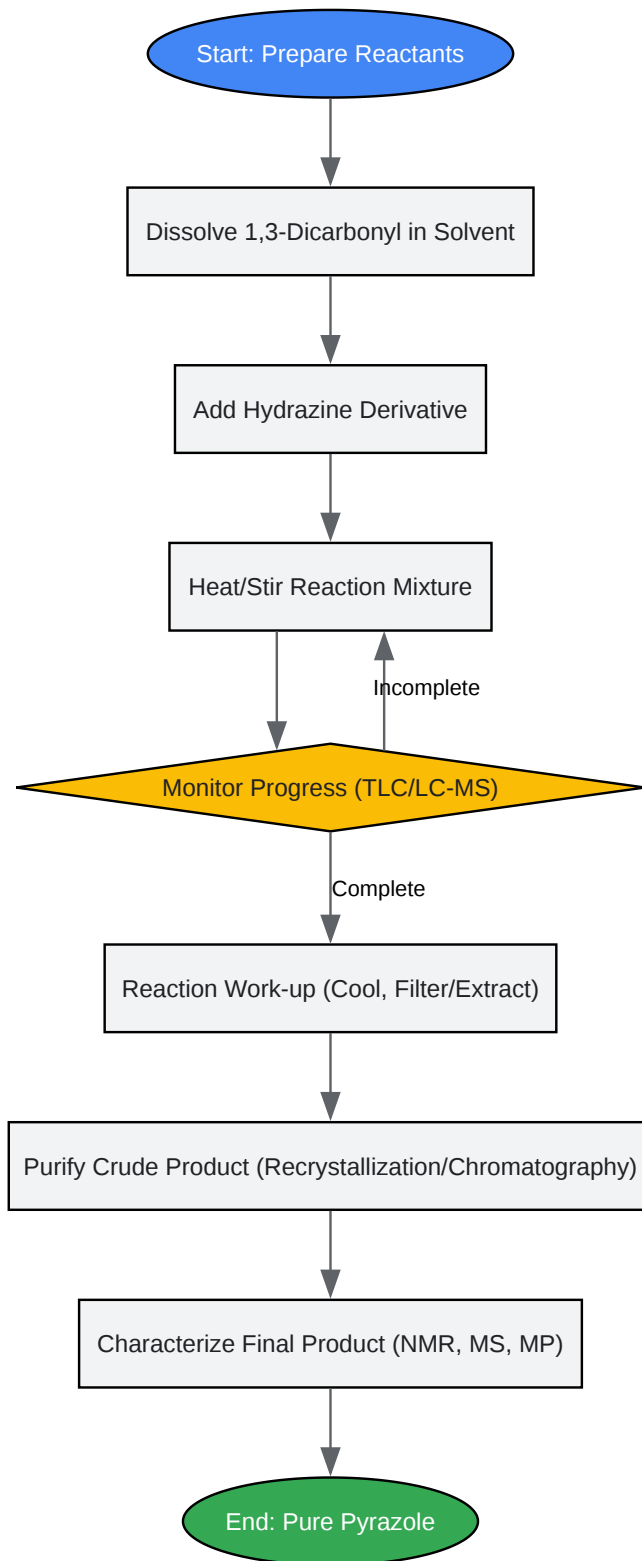 Start: Prepare Reactants
Dissolve 1,3-Dicarbonyl in Solvent
Add Hydrazine Derivative
Heat/Stir Reaction Mixture
Incomplete
Monitor Progress (TLC/LC-MS)
Complete
Reaction Work-up (Cool, Filter/Extract)
Purify Crude Product (Recrystallization/Chromatography)
Characterize Final Product (NMR, MS, MP)
End: Pure Pyrazole